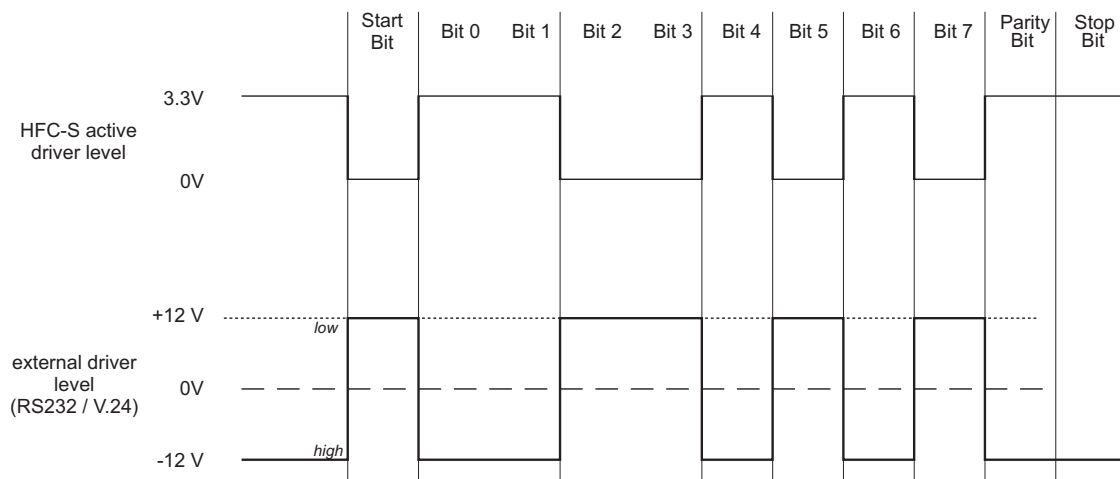 Start
Bit
Bit 0
Bit 1
Bit 2
Bit 3
Bit 4
Bit 5
Bit 6
Bit 7
Parity
Bit
Stop
Bit
3.3V
HFC-S active
driver level
0V
+12 V
low
external driver
level
(RS232 / V.24)
0V
high
-12 V